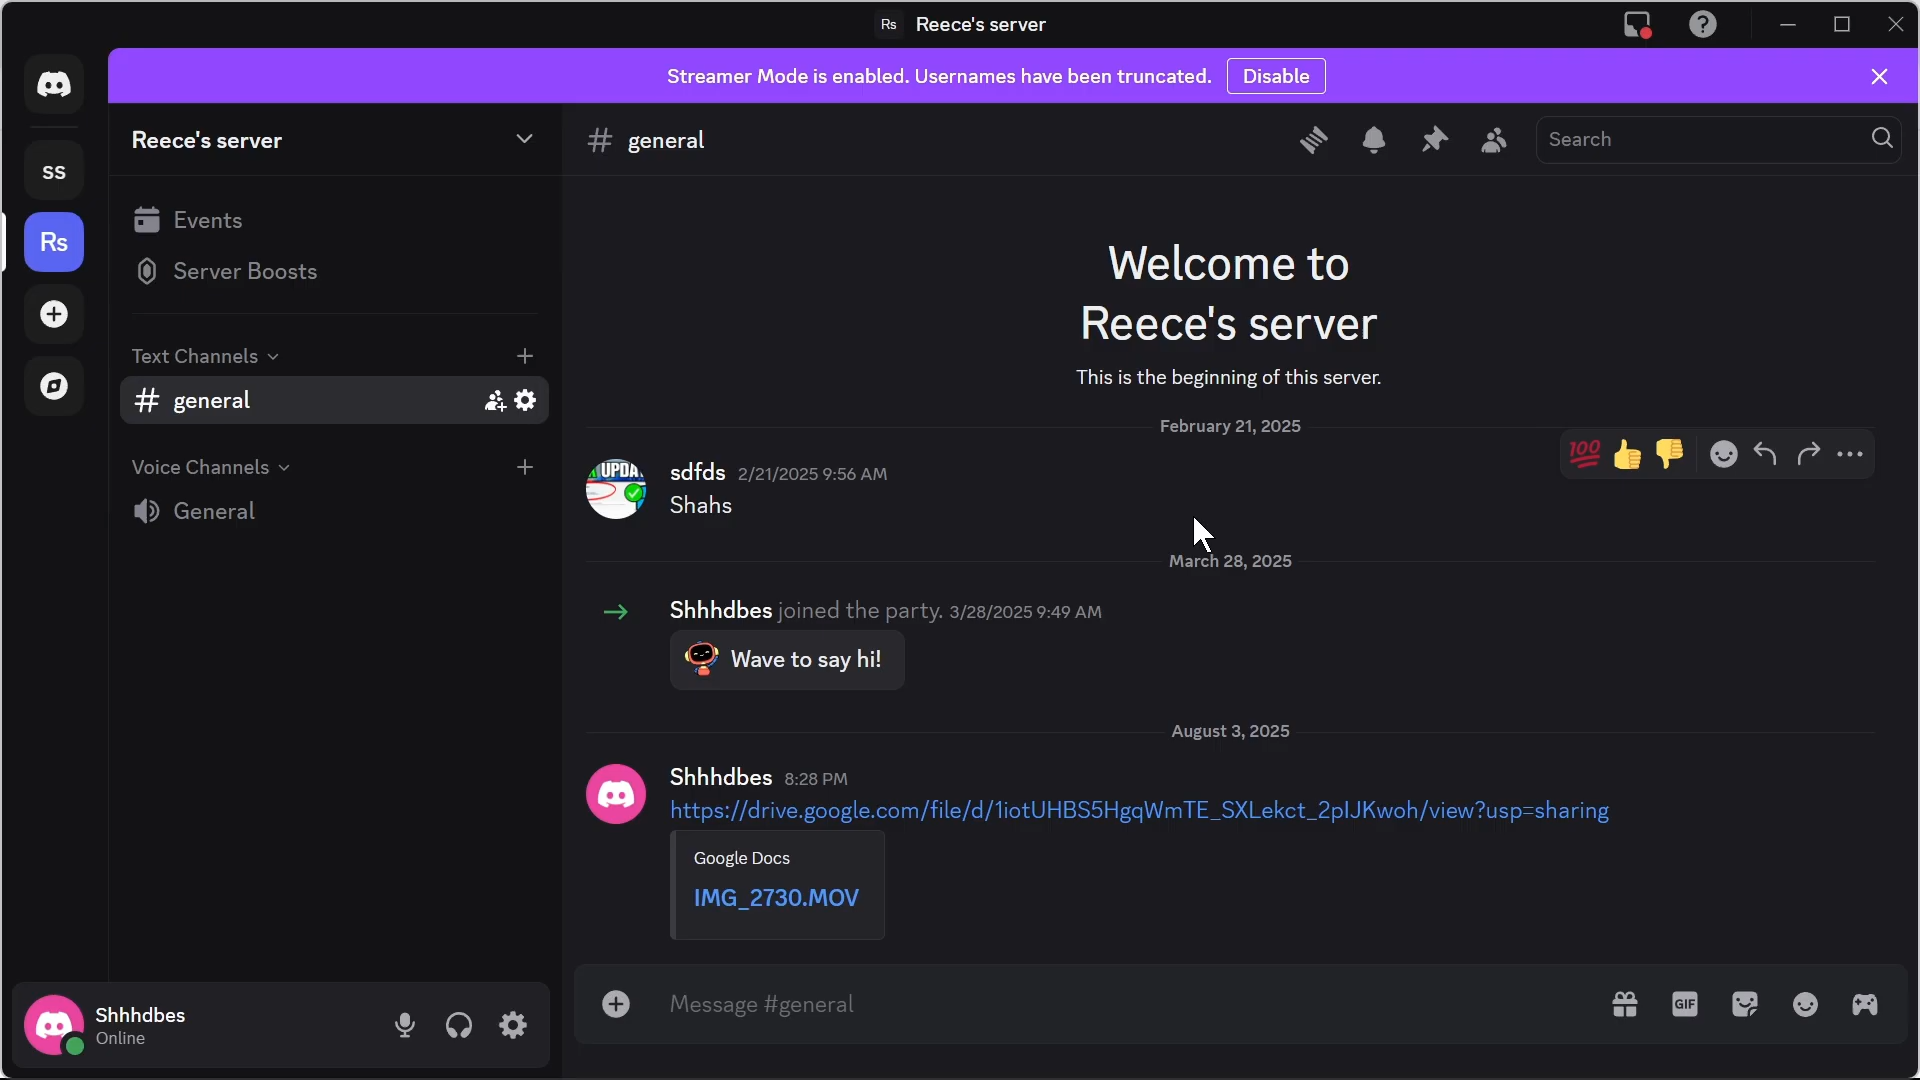 Rs Reece's server
Streamer Mode is enabled. Usernames have been truncated. Disable
ss
Rs
Reece's server
Events
Server Boosts
Text Channels
general
Voice Channels
General
Shhhdbes
Online
# general
Search
Welcome to
Reece's server
This is the beginning of this server.
February 21, 2025
100
UPDA
sdfds 2/21/2025 9:56 AM
Shahs
March 28, 2025
Shhhdbes joined the party. 3/28/2025 9:49 AM
Wave to say hi!
August 3, 2025
Shhhdbes 8:28 PM
https://drive.google.com/file/d/1iotUHBS5HgqWmTE_SXLekct_2pIJKwoh/view?usp=sharing
Google Docs
IMG_2730.MOV
Message #general
GIF